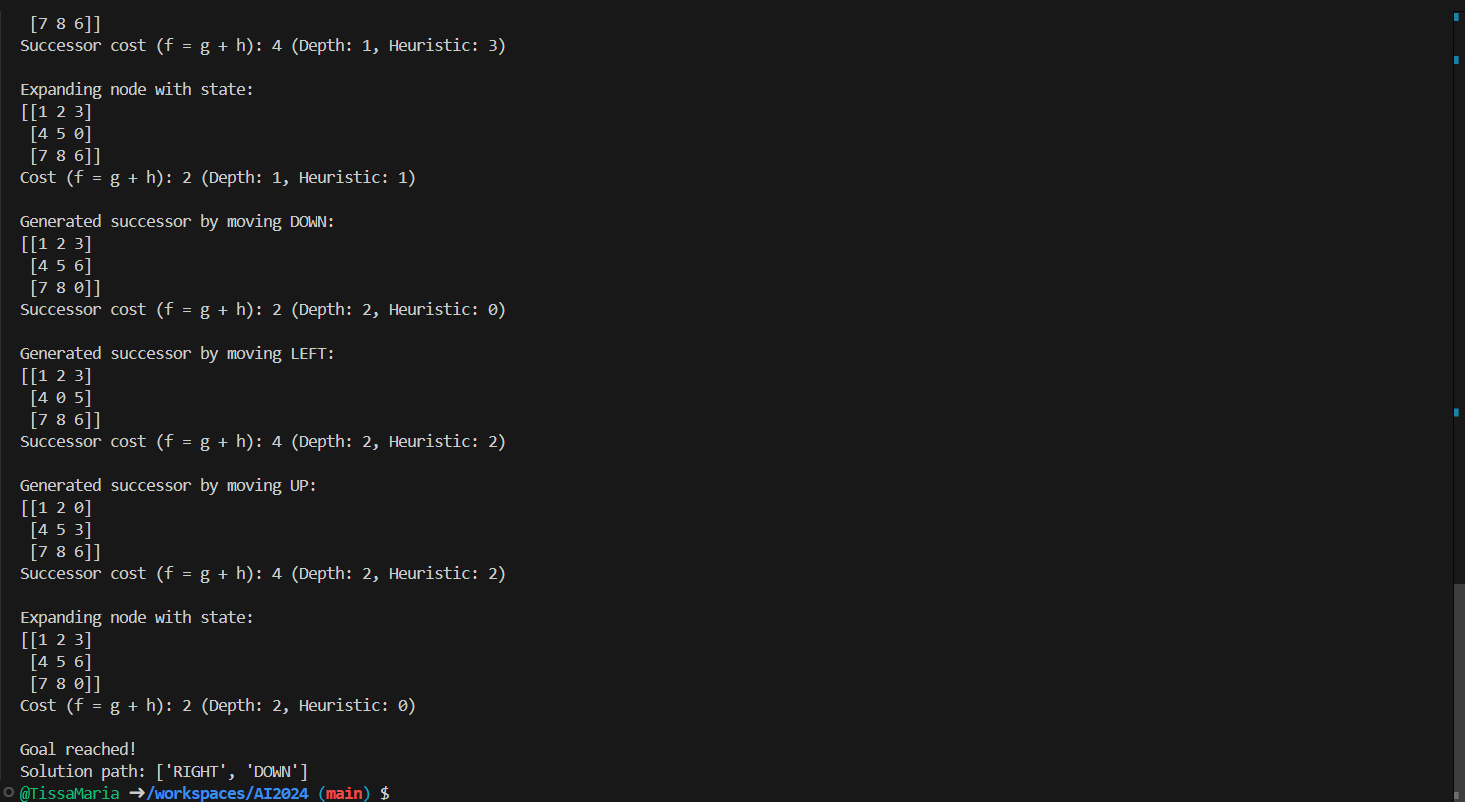 [7 8 6]]
Successor cost (f = g + h): 4 (Depth: 1, Heuristic: 3)
Expanding node with state:
[[1 2 3]
[4 5 0]
[7 8 6]]
Cost (f = g + h): 2 (Depth: 1, Heuristic: 1)
Generated successor by moving DOWN:
[[1 2 3]
[4 5 6]
[7 8 0]]
Successor cost (f = g + h): 2 (Depth: 2, Heuristic: 0)
Generated successor by moving LEFT:
[[1 2 3]
[4 0 5]
[7 8 6]]
Successor cost (f = g + h): 4 (Depth: 2, Heuristic: 2)
Generated successor by moving UP:
[[1 2 0]
[4 5 3]
[7 8 6]]
Successor cost (f = g + h): 4 (Depth: 2, Heuristic: 2)
Expanding node with state:
[[1 2 3]
[4 5 6]
[7 8 0]]
Cost (f = g + h): 2 (Depth: 2, Heuristic: 0)
Goal reached!
Solution path: ['RIGHT', 'DOWN']
@TissaMaria ➜/workspaces/AI2024 (main) $